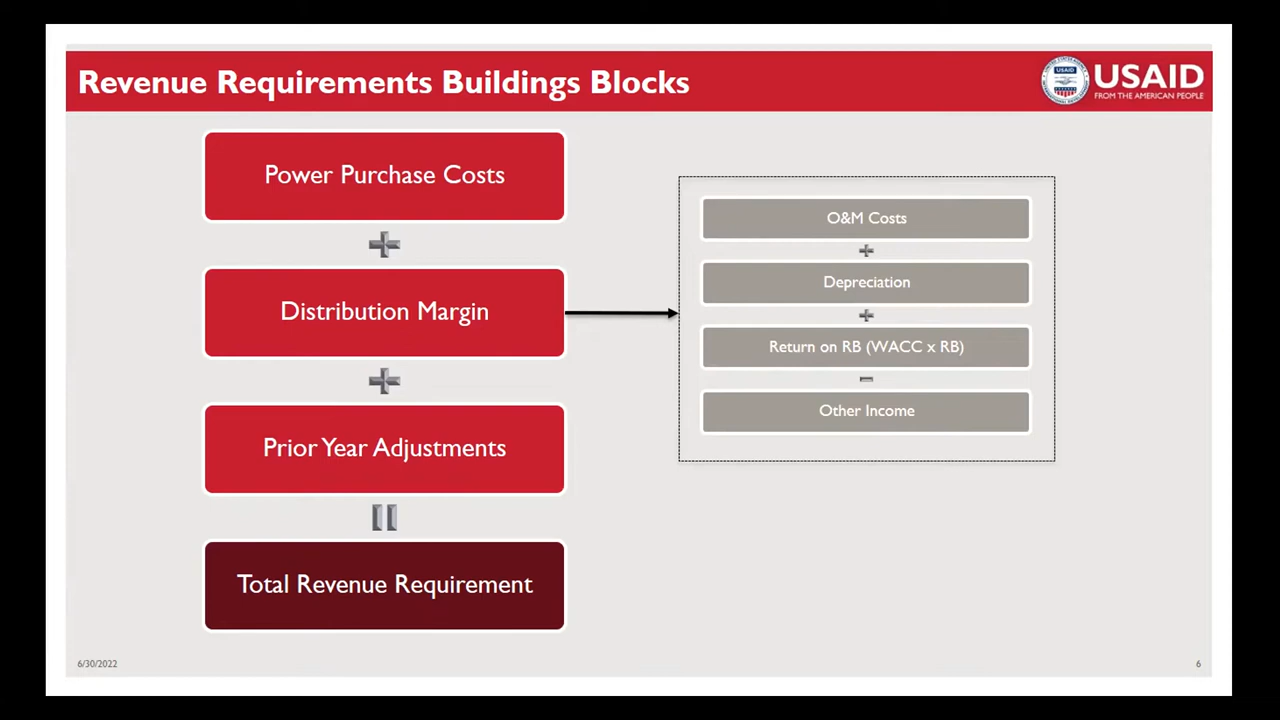 Revenue Requirements Buildings Blocks
USAID
FROM THE AMERICAN PEOPLE
Power Purchase Costs
+
Distribution Margin
+
Prior Year Adjustments
=
Total Revenue Requirement
O&M Costs
+
Depreciation
+
Return on RB (WACC x RB)
-
Other Income
6/30/2022
6